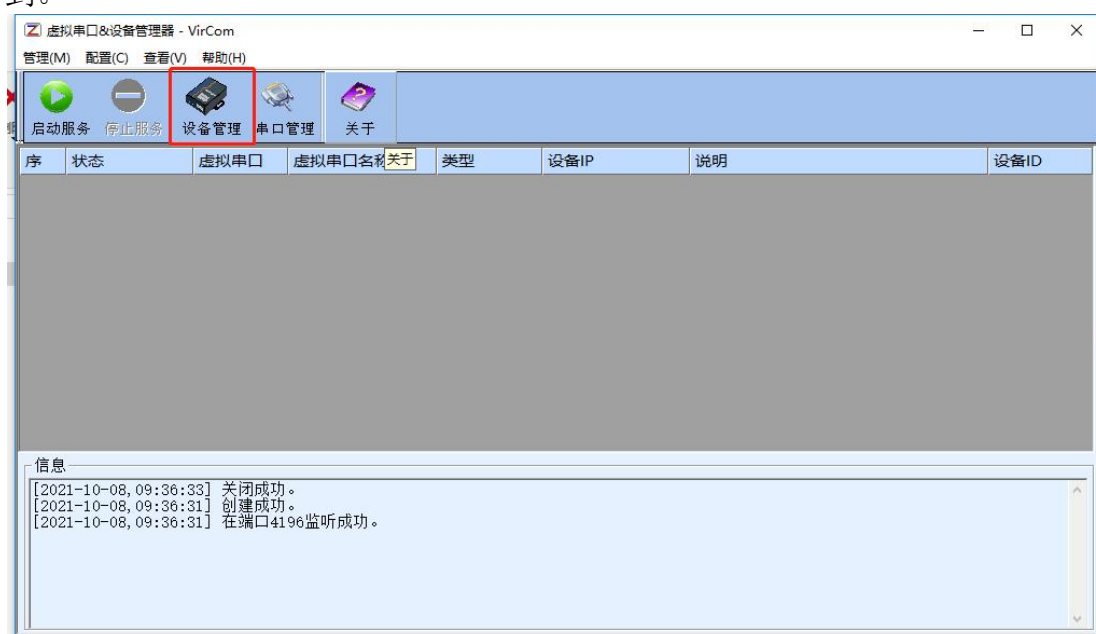 到。
虚拟串口&设备管理器 - VirCom
管理(M) 配置(C) 查看(V) 帮助(H)
启动服务 停止服务 设备管理 串口管理 关于
序 状态 虚拟串口 虚拟串口名称 关于 类型 设备IP 说明 设备ID
信息
[2021-10-08,09:36:33] 关闭成功。
[2021-10-08,09:36:31] 创建成功。
[2021-10-08,09:36:31] 在端口4196监听成功。